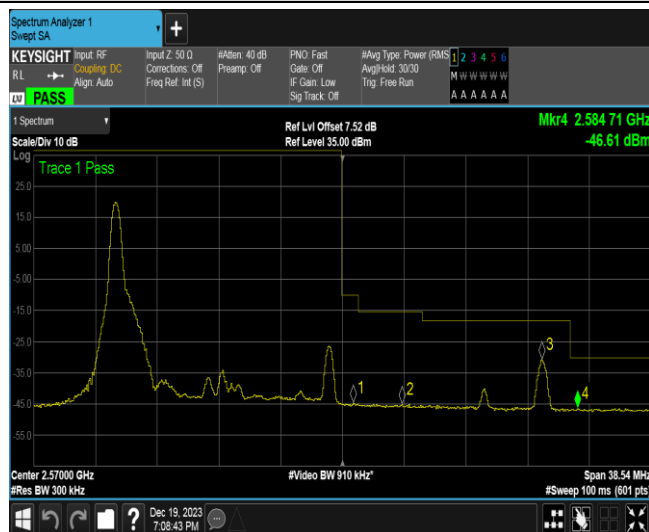 Spectrum Analyzer 1
Swept SA
+
KEYSIGHT Input: RF Input Z: 50 Ω #Atten: 40 dB PNO: Fast #Avg Type: Power (RMS 1 2 3 4 5 6
RL Coupling: DC Corrections: Off Preamp: Off Gate: Off Avg|Hold: 30/30 M W W W W W
Align: Auto Freq Ref: Int (S) IF Gain: Low Trig: Free Run
LXI PASS Sig Track: Off A A A A A A
1 Spectrum Ref Lvl Offset 7.52 dB Mkr4 2.584 71 GHz
Scale/Div 10 dB Ref Level 35.00 dBm -46.61 dBm
Log
Trace 1 Pass
25.0
15.0
5.00
-5.00
-15.0
-25.0
-35.0
-45.0
-55.0
1
2
3
4
Center 2.57000 GHz #Video BW 910 kHz* Span 38.54 MHz
#Res BW 300 kHz #Sweep 100 ms (601 pts)
? Dec 19, 2023
7:08:43 PM